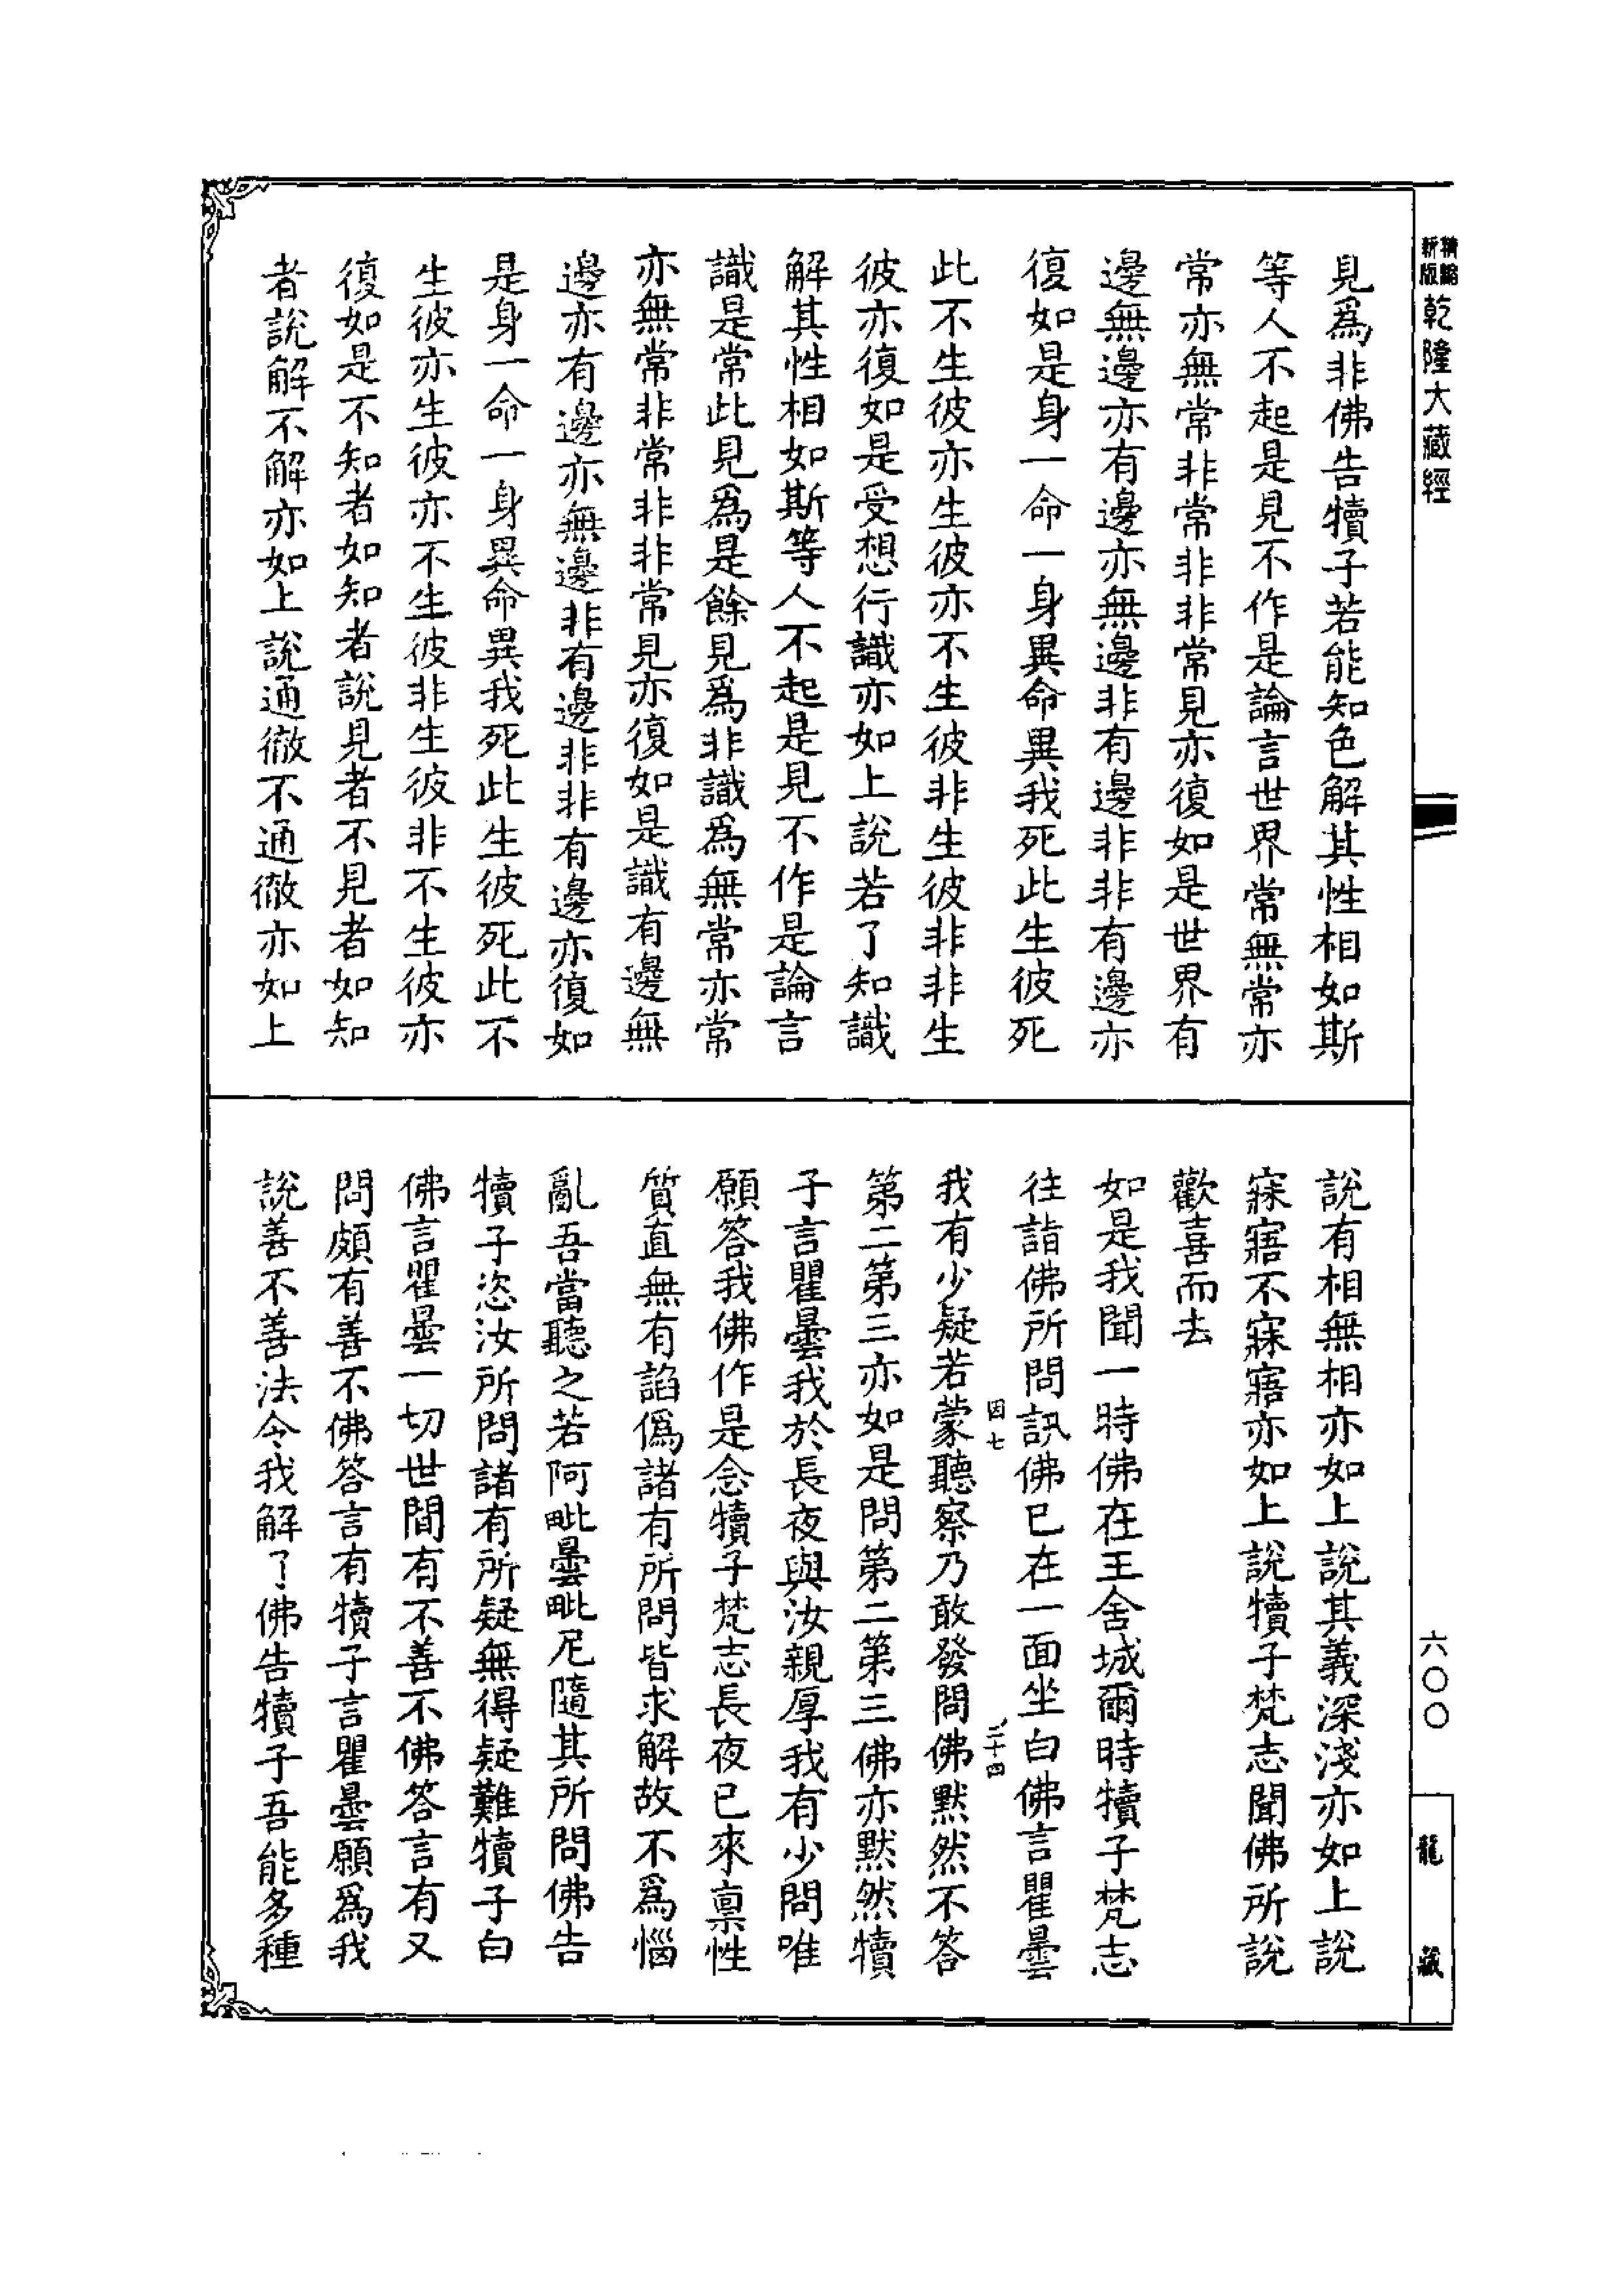 精編
新版
乾隆大藏經
見爲非佛告犢子若能知色解其性相如斯
等人不起是見不作是論言世界常無常亦
常亦無常非常非非常見亦復如是世界有
邊無邊亦有邊亦無邊非有邊非非有邊亦
復如是身一命一身異命異我死此生彼死
此不生彼亦生彼亦不生彼非生彼非非生
彼亦復如是受想行識亦如上說若了知識
解其性相如斯等人不起是見不作是論言
識是常此見爲是餘見爲非識爲無常亦常
亦無常非常非非常見亦復如是識有邊無
邊亦有邊亦無邊非有邊非非有邊亦復如
是身一命一身異命異我死此生彼死此不
生彼亦生彼亦不生彼非生彼非不生彼亦
復如是不知者如知者說見者不見者如知
者說解不解亦如上說通徹不通徹亦如上
說有相無相亦如上說其義深淺亦如上說
寐寤不寐寤亦如上說犢子梵志聞佛所說
歡喜而去
如是我聞一時佛在王舍城爾時犢子梵志
往詣佛所問訊佛已在一面坐白佛言瞿曇
因七
二十四
我有少疑若蒙聽察乃敢發問佛默然不答
第二第三亦如是問第二第三佛亦默然犢
子言瞿曇我於長夜與汝親厚我有少問唯
願答我佛作是念犢子梵志長夜已來禀性
質直無有諂僞諸有所問皆求解故不爲惱
亂吾當聽之若阿毗曇毗尼隨其所問佛告
犢子恣汝所問諸有所疑無得疑難犢子白
佛言瞿曇一切世間有不善不佛答言有又
問頗有善不佛答言有犢子言瞿曇願爲我
說善不善法令我解了佛告犢子吾能多種
六〇〇
龍藏